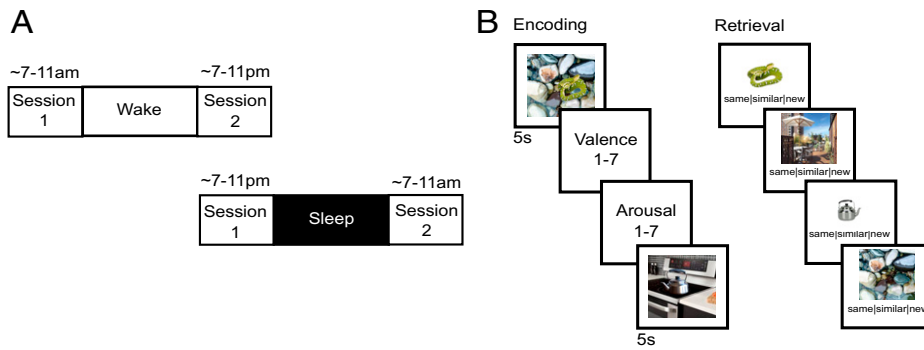 A
~7-11am
~7-11pm
Session
1
Wake
Session
2
~7-11pm
~7-11am
Session
1
Sleep
Session
2
B
Encoding
5s
Valence
1-7
Arousal
1-7
5s
Retrieval
same|similar|new
same|similar|new
same|similar|new
same|similar|new